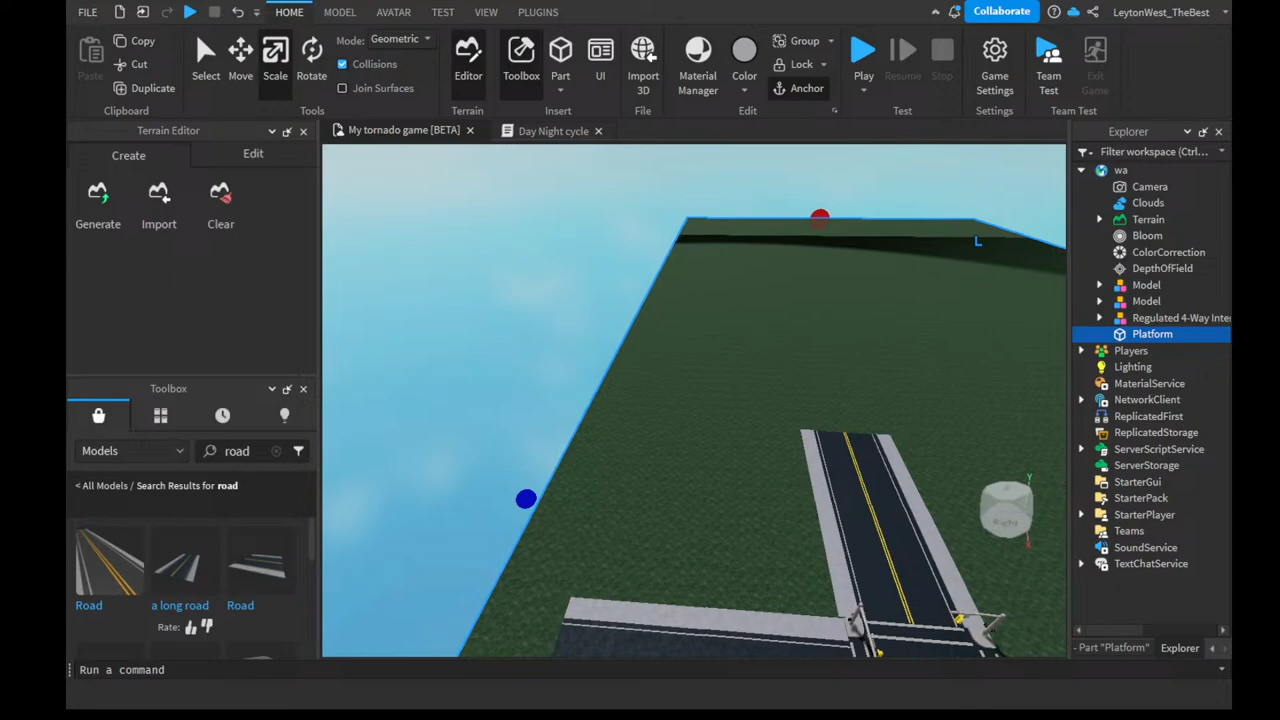 FILE HOME MODEL AVATAR TEST VIEW PLUGINS Collaborate LeytonWest_TheBest
Paste Copy Cut Duplicate Clipboard
Select Move Scale Rotate Mode: Geometric Collisions Join Surfaces Tools
Editor Terrain
Toolbox Part UI Insert
Import 3D File
Material Manager Color Group Lock Anchor Edit
Play Resume Stop Test
Game Settings Settings
Team Test Exit Game Team Test
Terrain Editor
Create Edit
Generate Import Clear
My tornado game [BETA] Day Night cycle
L
Y
Right
X
Toolbox
Models road
< All Models / Search Results for road
Road a long road Road
Rate:
Explorer
Filter workspace (Ctrl...
wa
Camera
Clouds
Terrain
Bloom
ColorCorrection
DepthOfField
Model
Model
Regulated 4-Way Inte
Platform
Players
Lighting
MaterialService
NetworkClient
ReplicatedFirst
ReplicatedStorage
ServerScriptService
ServerStorage
StarterGui
StarterPack
StarterPlayer
Teams
SoundService
TextChatService
- Part "Platform" Explorer
Run a command